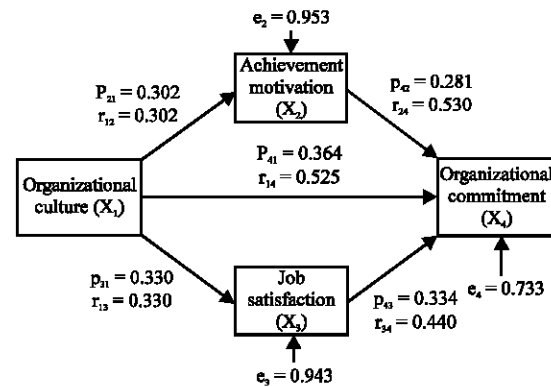 e₂ = 0.953
Achievement
motivation
(X₂)
P₂₁ = 0.302
r₁₂ = 0.302
p₄₂ = 0.281
r₂₄ = 0.530
P₄₁ = 0.364
r₁₄ = 0.525
Organizational
culture (X₁)
Organizational
commitment
(X₄)
p₃₁ = 0.330
r₁₃ = 0.330
Job
satisfaction
(X₃)
p₄₃ = 0.334
r₃₄ = 0.440
e₄ = 0.733
e₃ = 0.943